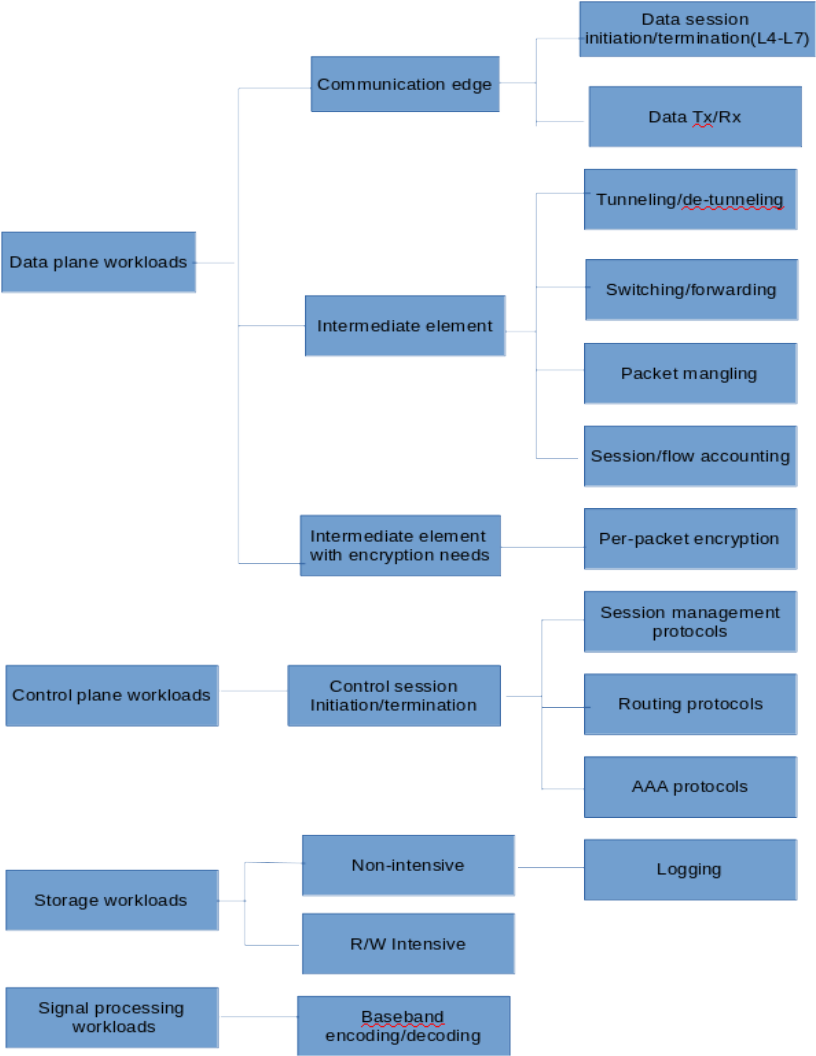 Data session
initiation/termination(L4-L7)
Communication edge
Data Tx/Rx
Tunneling/de-tunneling
Data plane workloads
Switching/forwarding
Intermediate element
Packet mangling
Session/flow accounting
Intermediate element
with encryption needs
Per-packet encryption
Session management
protocols
Control plane workloads
Control session
Initiation/termination
Routing protocols
AAA protocols
Non-intensive
Logging
Storage workloads
R/W Intensive
Signal processing
workloads
Baseband
encoding/decoding